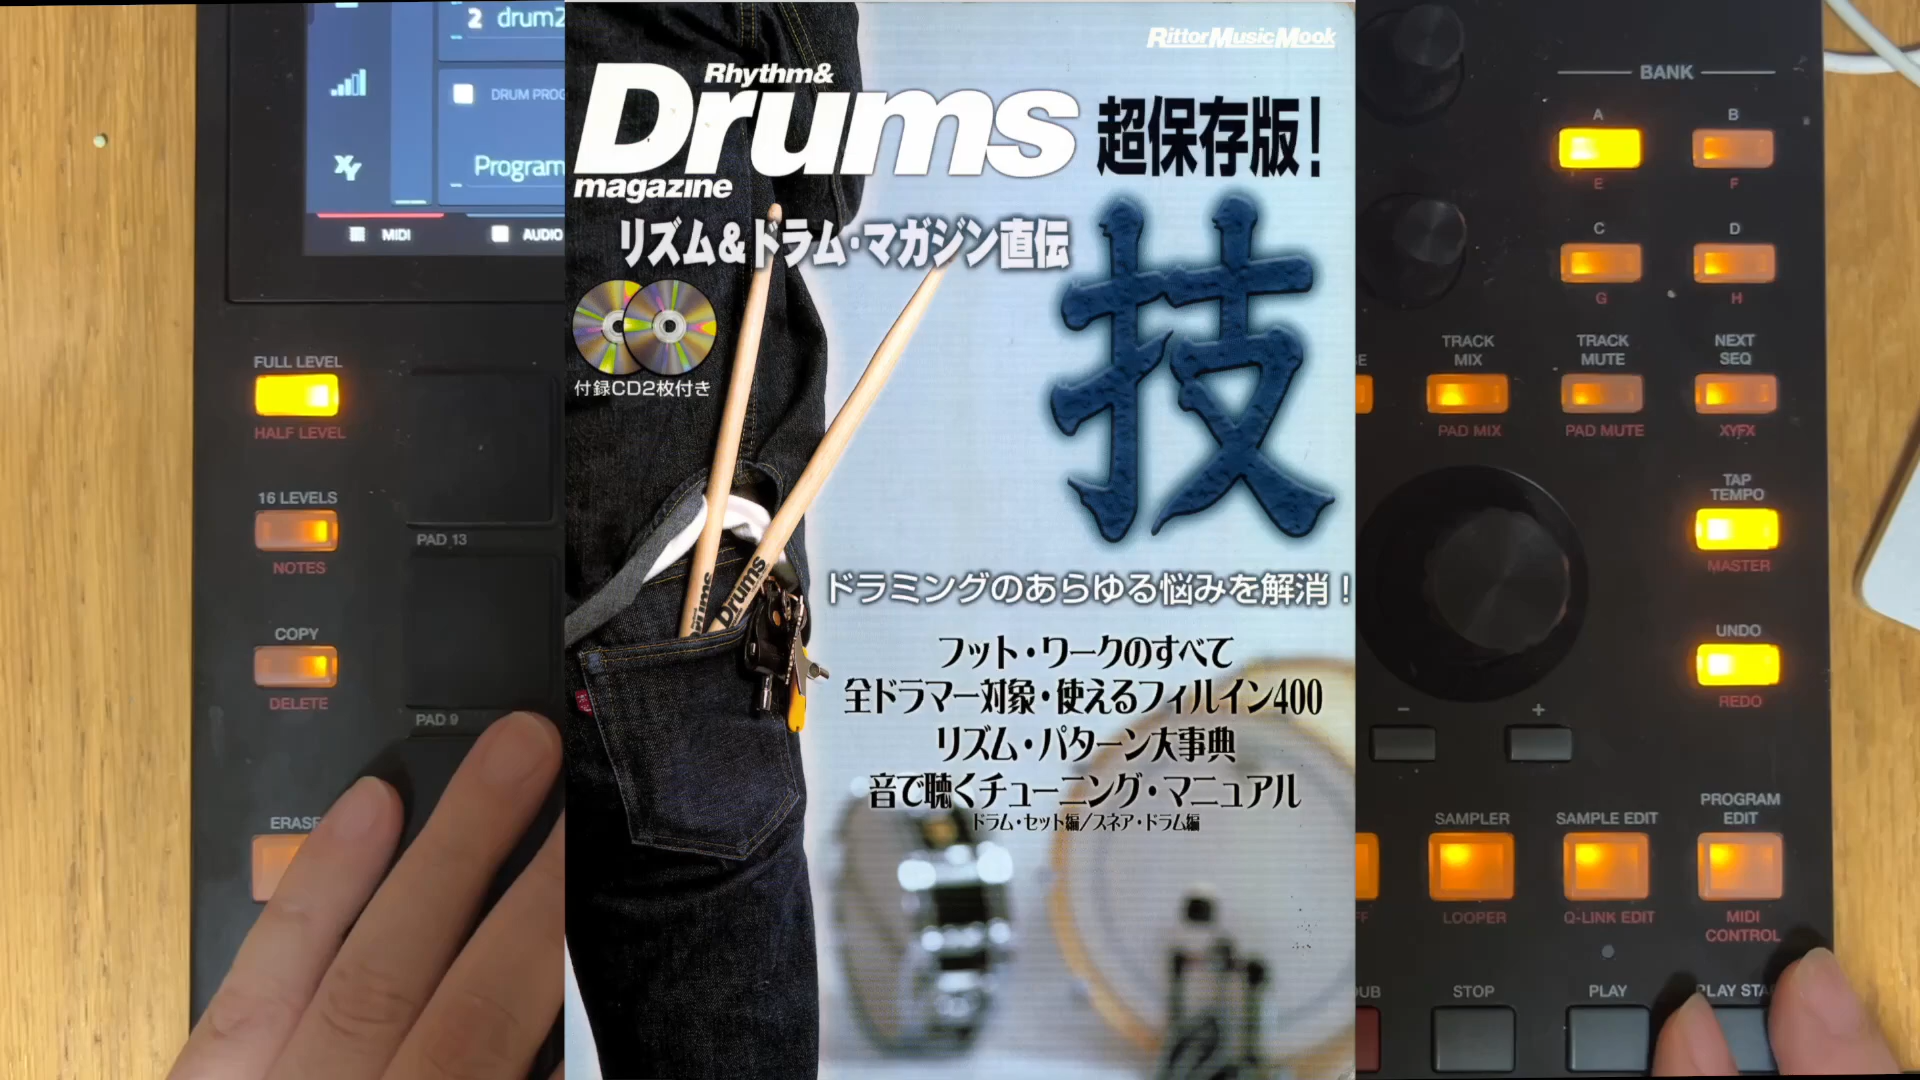 2 drum2
DRUM PROG
Program
MIDI
AUDIO
FULL LEVEL
HALF LEVEL
16 LEVELS
NOTES
COPY
DELETE
ERASE
PAD 13
PAD 9
RittorMusicMook
Rhythm&
Drums
magazine
超保存版!
リズム&ドラム・マガジン直伝
技
付録CD2枚付き
Drums
Drums
ドラミングのあらゆる悩みを解消!
フット・ワークのすべて
全ドラマー対象・使えるフィルイン400
リズム・パターン大事典
音で聴くチューニング・マニュアル
ドラム・セット編/スネア・ドラム編
BANK
A
B
E
F
C
D
G
H
TRACK
MIX
TRACK
MUTE
NEXT
SEQ
PAD MIX
PAD MUTE
XYFX
TAP
TEMPO
MASTER
UNDO
REDO
−
+
SAMPLER
SAMPLE EDIT
PROGRAM
EDIT
LOOPER
Q-LINK EDIT
MIDI
CONTROL
STOP
PLAY
PLAY STA